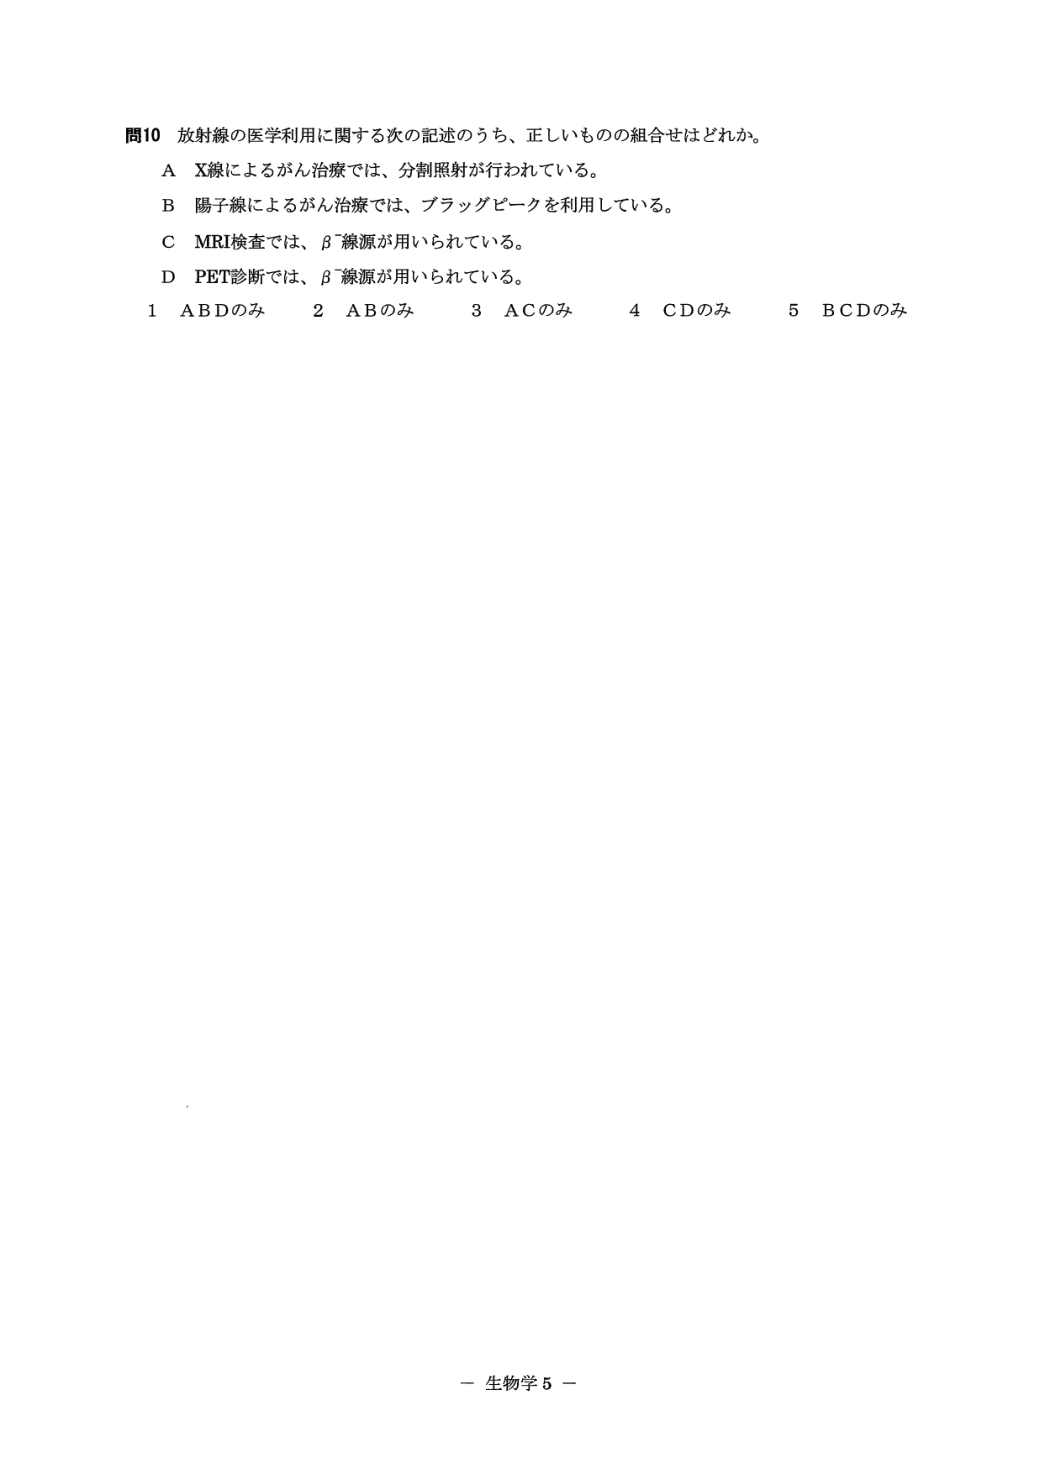 問10　放射線の医学利用に関する次の記述のうち、正しいものの組合せはどれか。
A　X線によるがん治療では、分割照射が行われている。
B　陽子線によるがん治療では、ブラッグピークを利用している。
C　MRI検査では、β⁻線源が用いられている。
D　PET診断では、β⁻線源が用いられている。
1　ABDのみ　　2　ABのみ　　3　ACのみ　　4　CDのみ　　5　BCDのみ
－ 生物学5 －